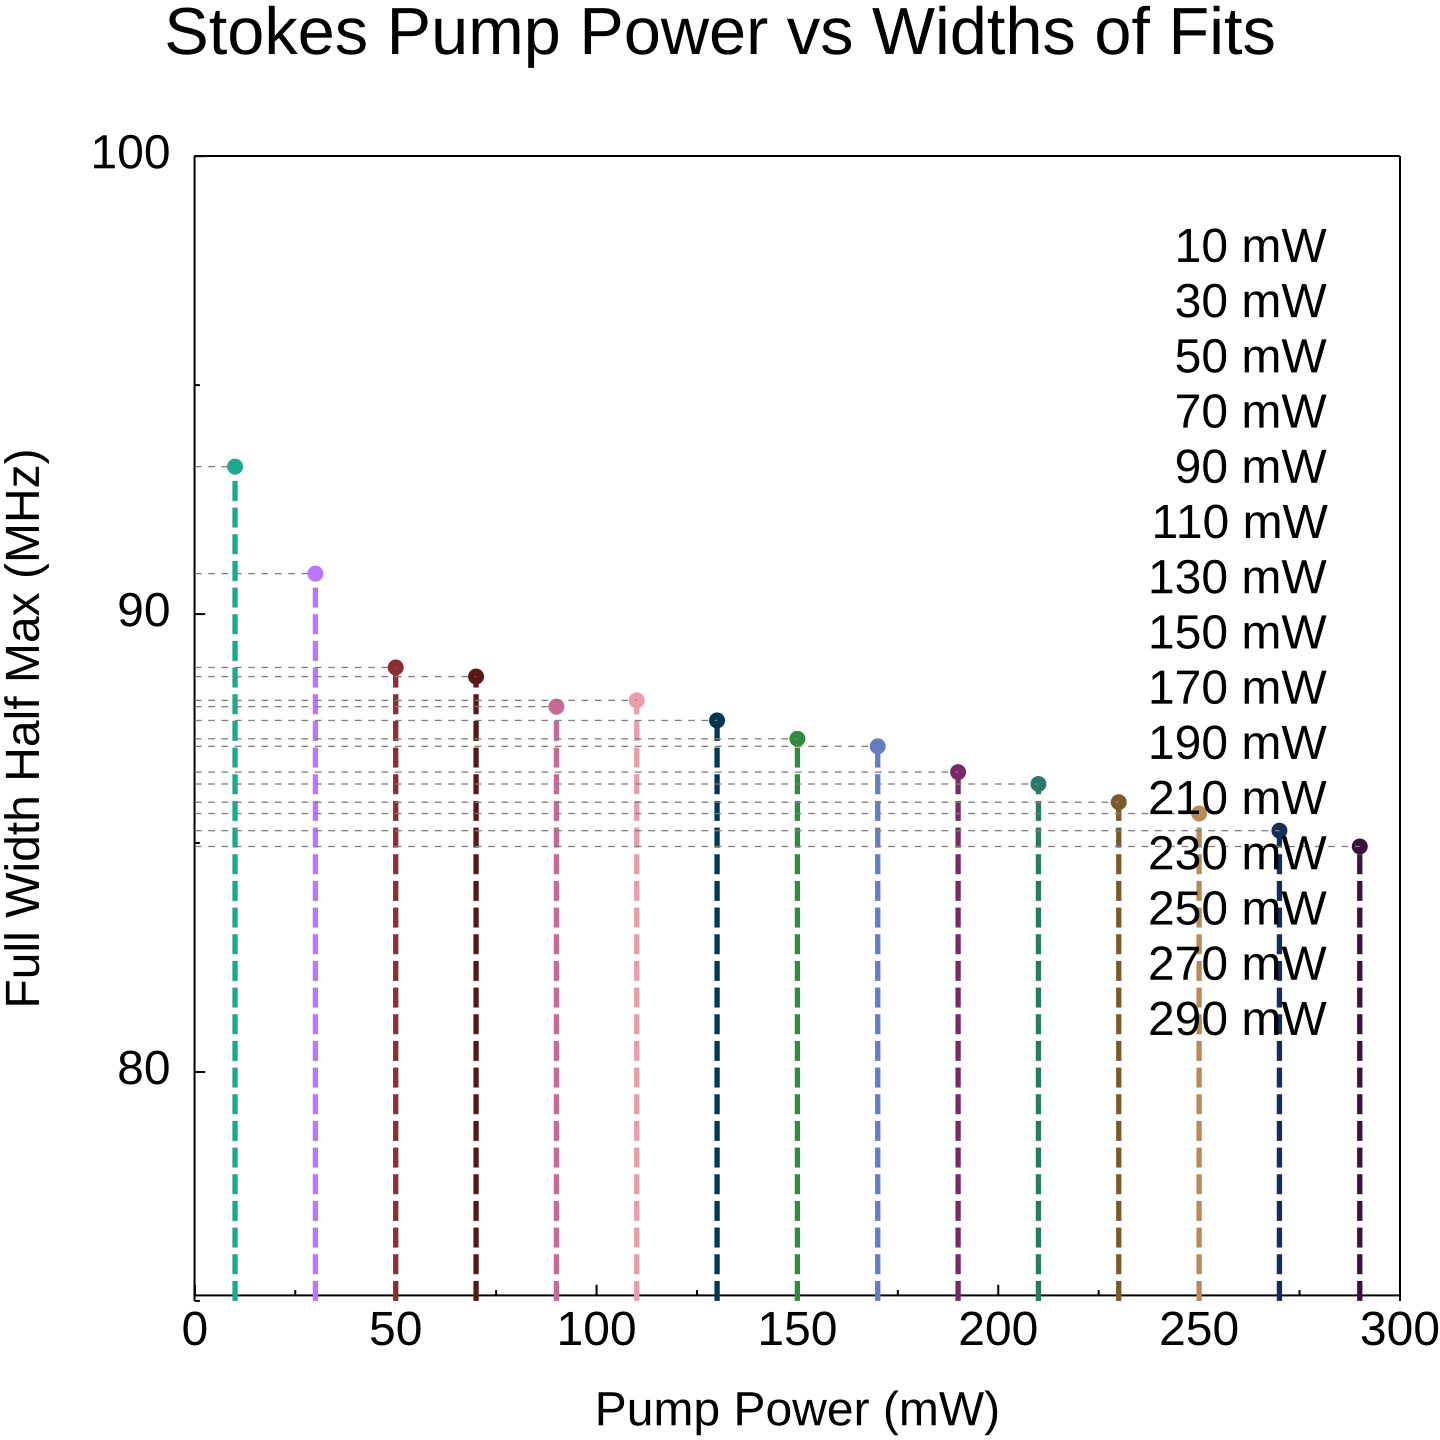 Stokes Pump Power vs Widths of Fits
100
90
80
Full Width Half Max (MHz)
10 mW
30 mW
50 mW
70 mW
90 mW
110 mW
130 mW
150 mW
170 mW
190 mW
210 mW
230 mW
250 mW
270 mW
290 mW
0 50 100 150 200 250 300
Pump Power (mW)